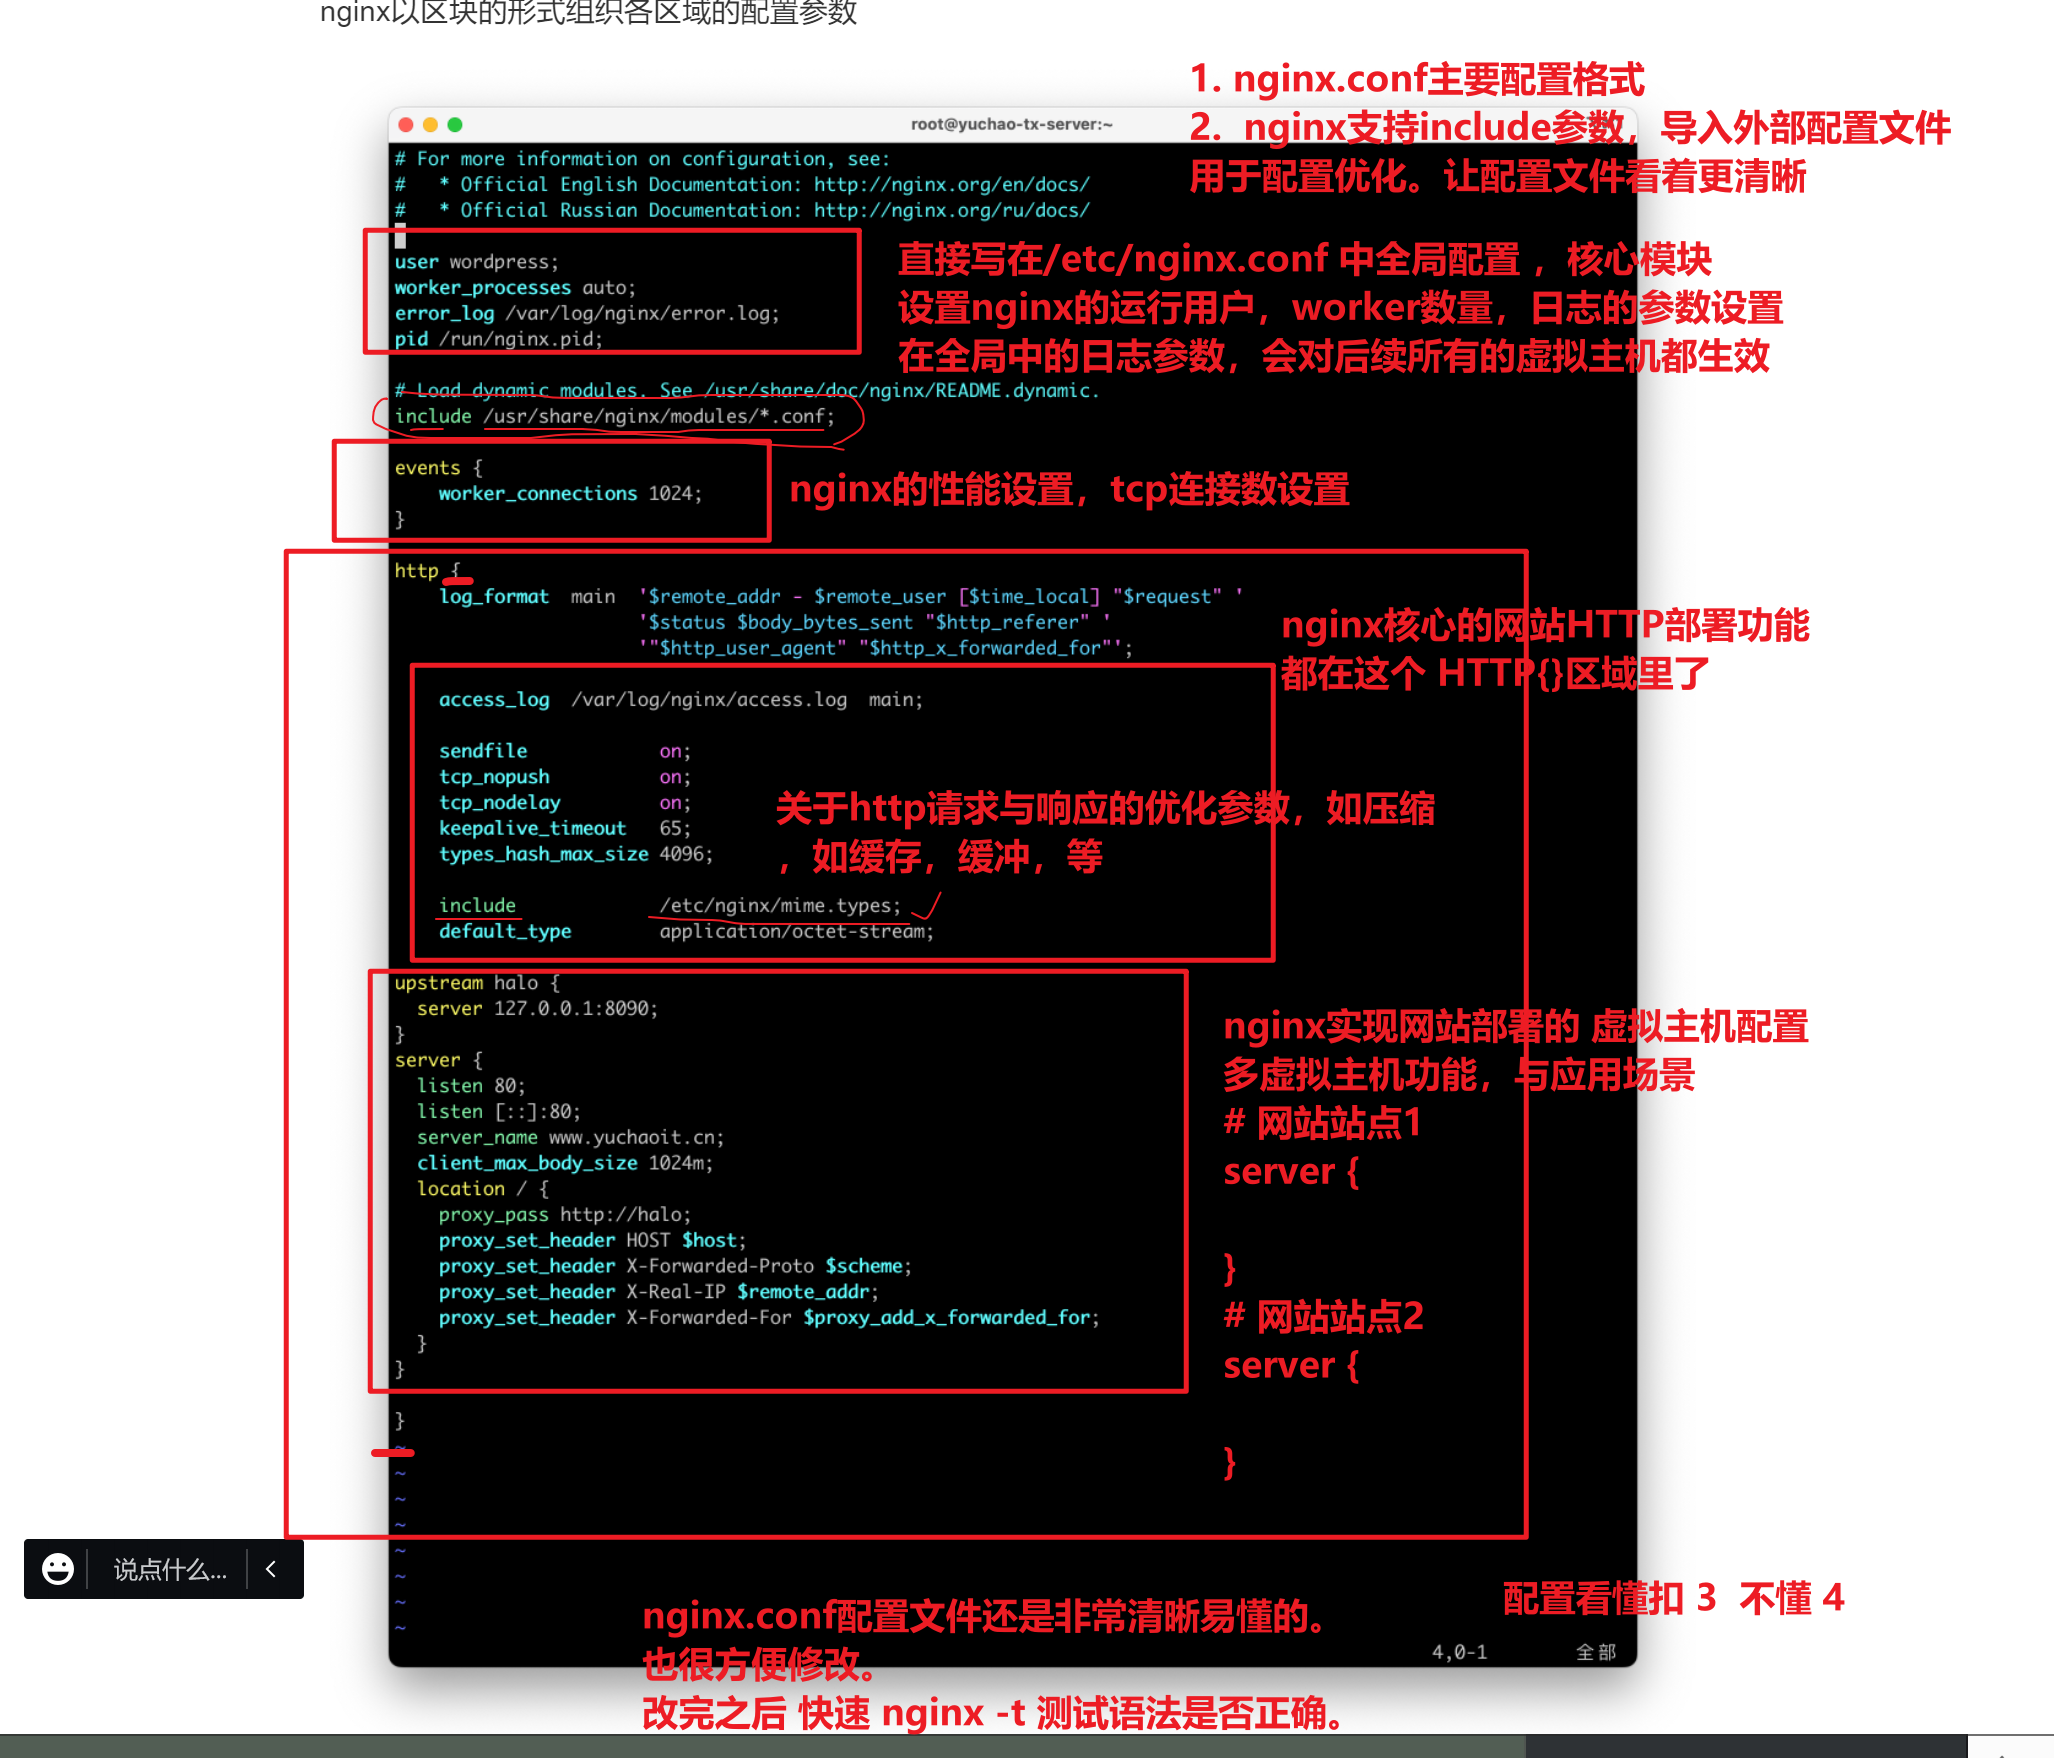 nginx以区块的形式组织各区域的配置参数
1. nginx.conf主要配置格式
2.  nginx支持include参数，导入外部配置文件
用于配置优化。让配置文件看着更清晰
root@yuchao-tx-server:~
# For more information on configuration, see:
#   * Official English Documentation: http://nginx.org/en/docs/
#   * Official Russian Documentation: http://nginx.org/ru/docs/
user wordpress;
worker_processes auto;
error_log /var/log/nginx/error.log;
pid /run/nginx.pid;
直接写在/etc/nginx.conf 中全局配置 ，核心模块
设置nginx的运行用户，worker数量，日志的参数设置
在全局中的日志参数，会对后续所有的虚拟主机都生效
# Load dynamic modules. See /usr/share/doc/nginx/README.dynamic.
include /usr/share/nginx/modules/*.conf;
events {
    worker_connections 1024;
}
nginx的性能设置，tcp连接数设置
http {
    log_format  main  '$remote_addr - $remote_user [$time_local] "$request" '
                      '$status $body_bytes_sent "$http_referer" '
                      '"$http_user_agent" "$http_x_forwarded_for"';
nginx核心的网站HTTP部署功能
都在这个 HTTP{}区域里了
    access_log  /var/log/nginx/access.log  main;
    sendfile            on;
    tcp_nopush          on;
    tcp_nodelay         on;
    keepalive_timeout   65;
    types_hash_max_size 4096;
关于http请求与响应的优化参数，如压缩
，如缓存，缓冲，等
    include             /etc/nginx/mime.types;
    default_type        application/octet-stream;
upstream halo {
  server 127.0.0.1:8090;
}
server {
  listen 80;
  listen [::]:80;
  server_name www.yuchaoit.cn;
  client_max_body_size 1024m;
  location / {
    proxy_pass http://halo;
    proxy_set_header HOST $host;
    proxy_set_header X-Forwarded-Proto $scheme;
    proxy_set_header X-Real-IP $remote_addr;
    proxy_set_header X-Forwarded-For $proxy_add_x_forwarded_for;
  }
}
}
nginx实现网站部署的 虚拟主机配置
多虚拟主机功能，与应用场景
# 网站站点1
server {
}
# 网站站点2
server {
}
~
~
~
~
~
~
~
~
说点什么...
配置看懂扣 3  不懂 4
nginx.conf配置文件还是非常清晰易懂的。
也很方便修改。
改完之后 快速 nginx -t 测试语法是否正确。
4,0-1        全部